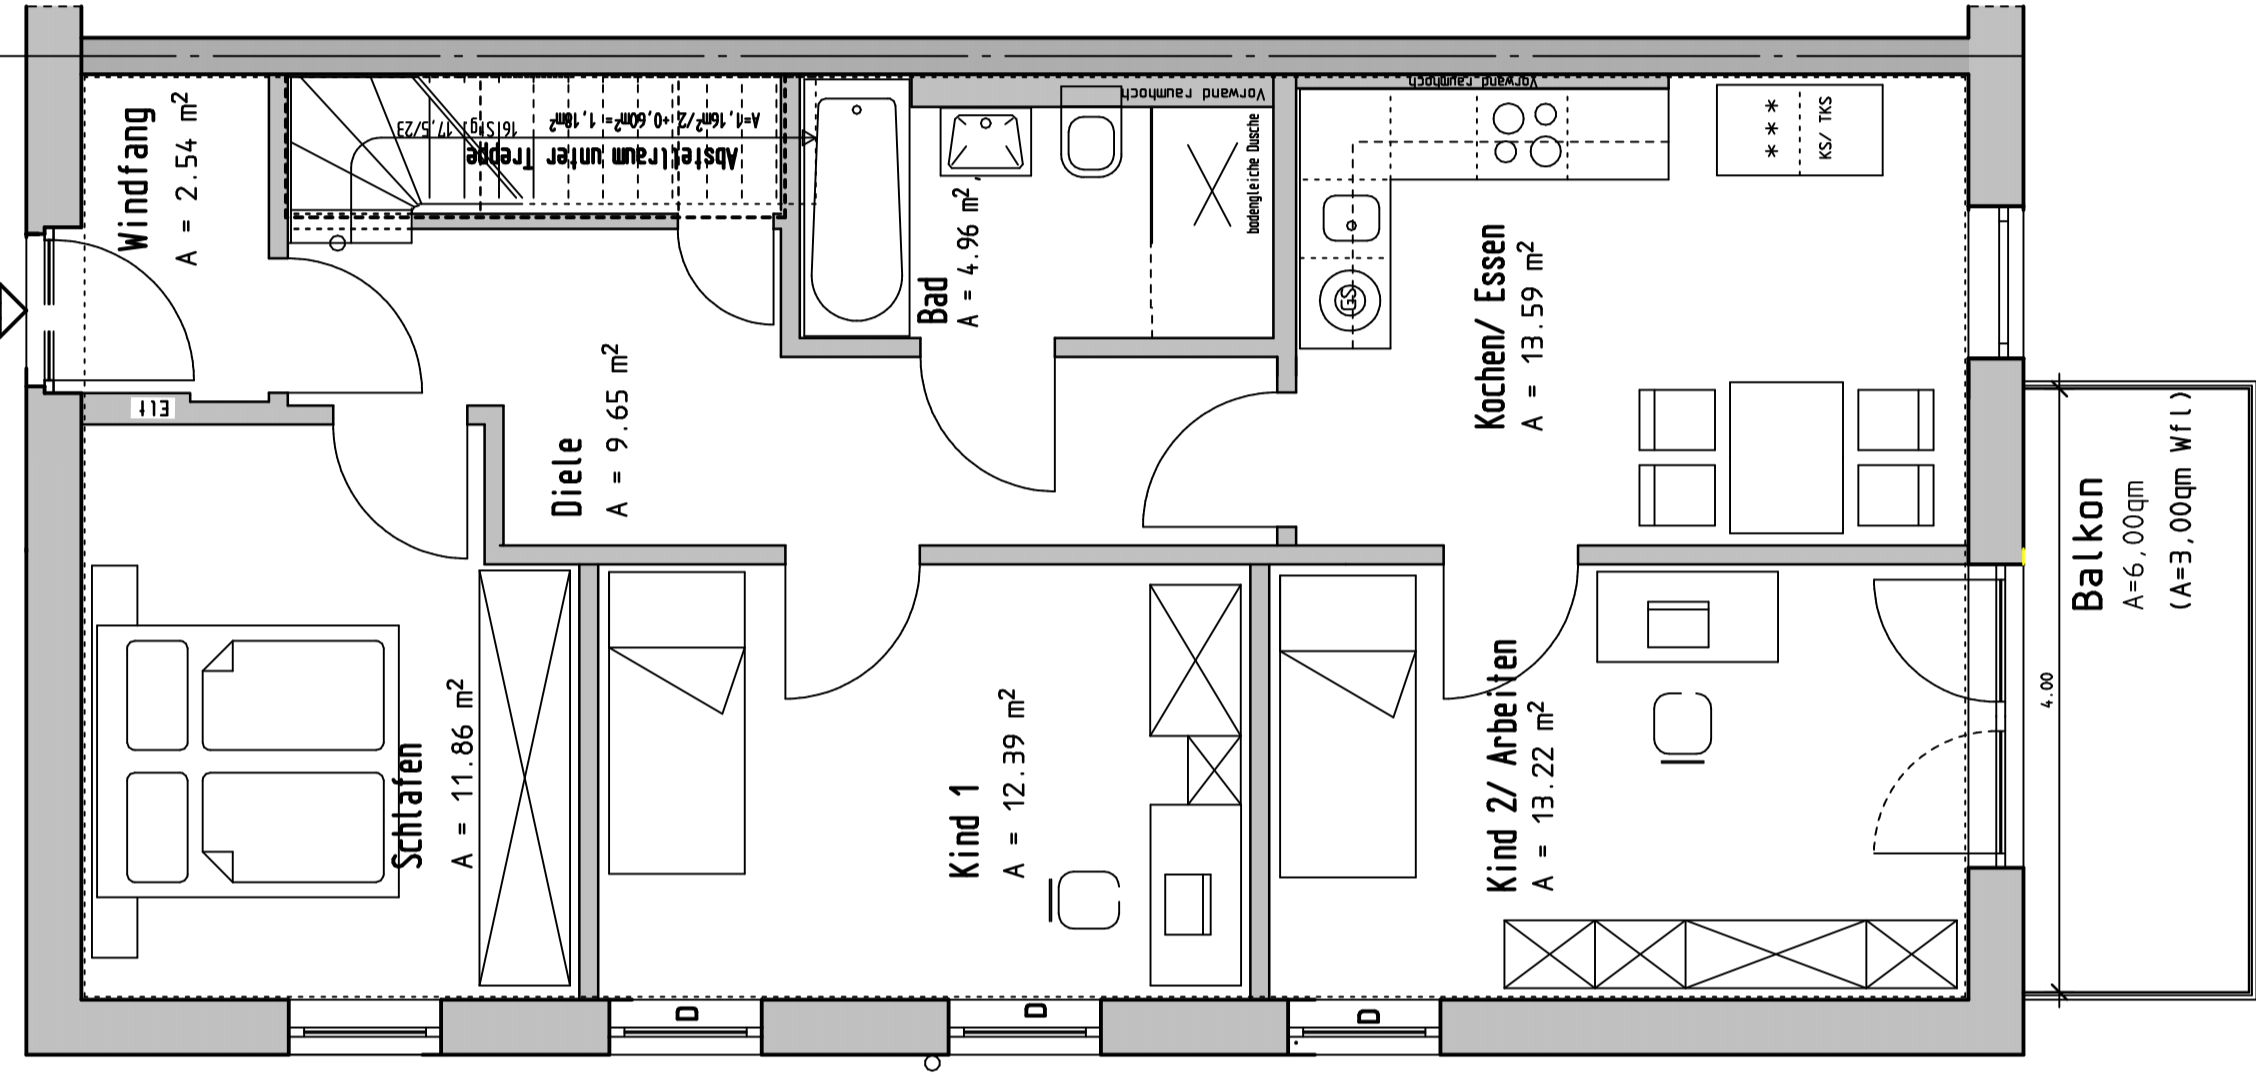 Windfang
A = 2.54 m²
Elt
Abstellraum unter Treppe
A=1,16m²/2 +0,60m²= 1,18m²
16 Stg 17,5/23
Diele
A = 9.65 m²
Bad
A = 4.96 m²,
Vorwand raumhoch
bodengleiche Dusche
Vorwand raumhoch
***
KS/ TKS
GS
Kochen/ Essen
A = 13.59 m²
Schlafen
A = 11.86 m²
Kind 1
A = 12.39 m²
Kind 2/ Arbeiten
A = 13.22 m²
D
D
D
4.00
Balkon
A=6,00qm
(A=3,00qm Wfl)